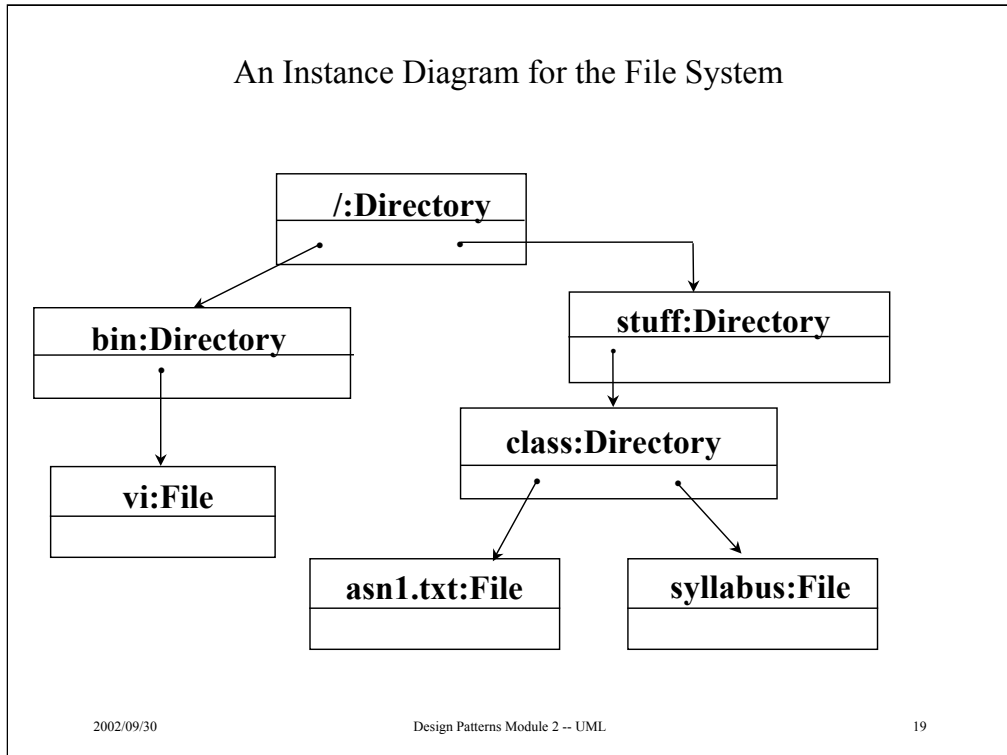 An Instance Diagram for the File System
/:Directory
bin:Directory
stuff:Directory
class:Directory
vi:File
asn1.txt:File
syllabus:File
2002/09/30
Design Patterns Module 2 -- UML
19